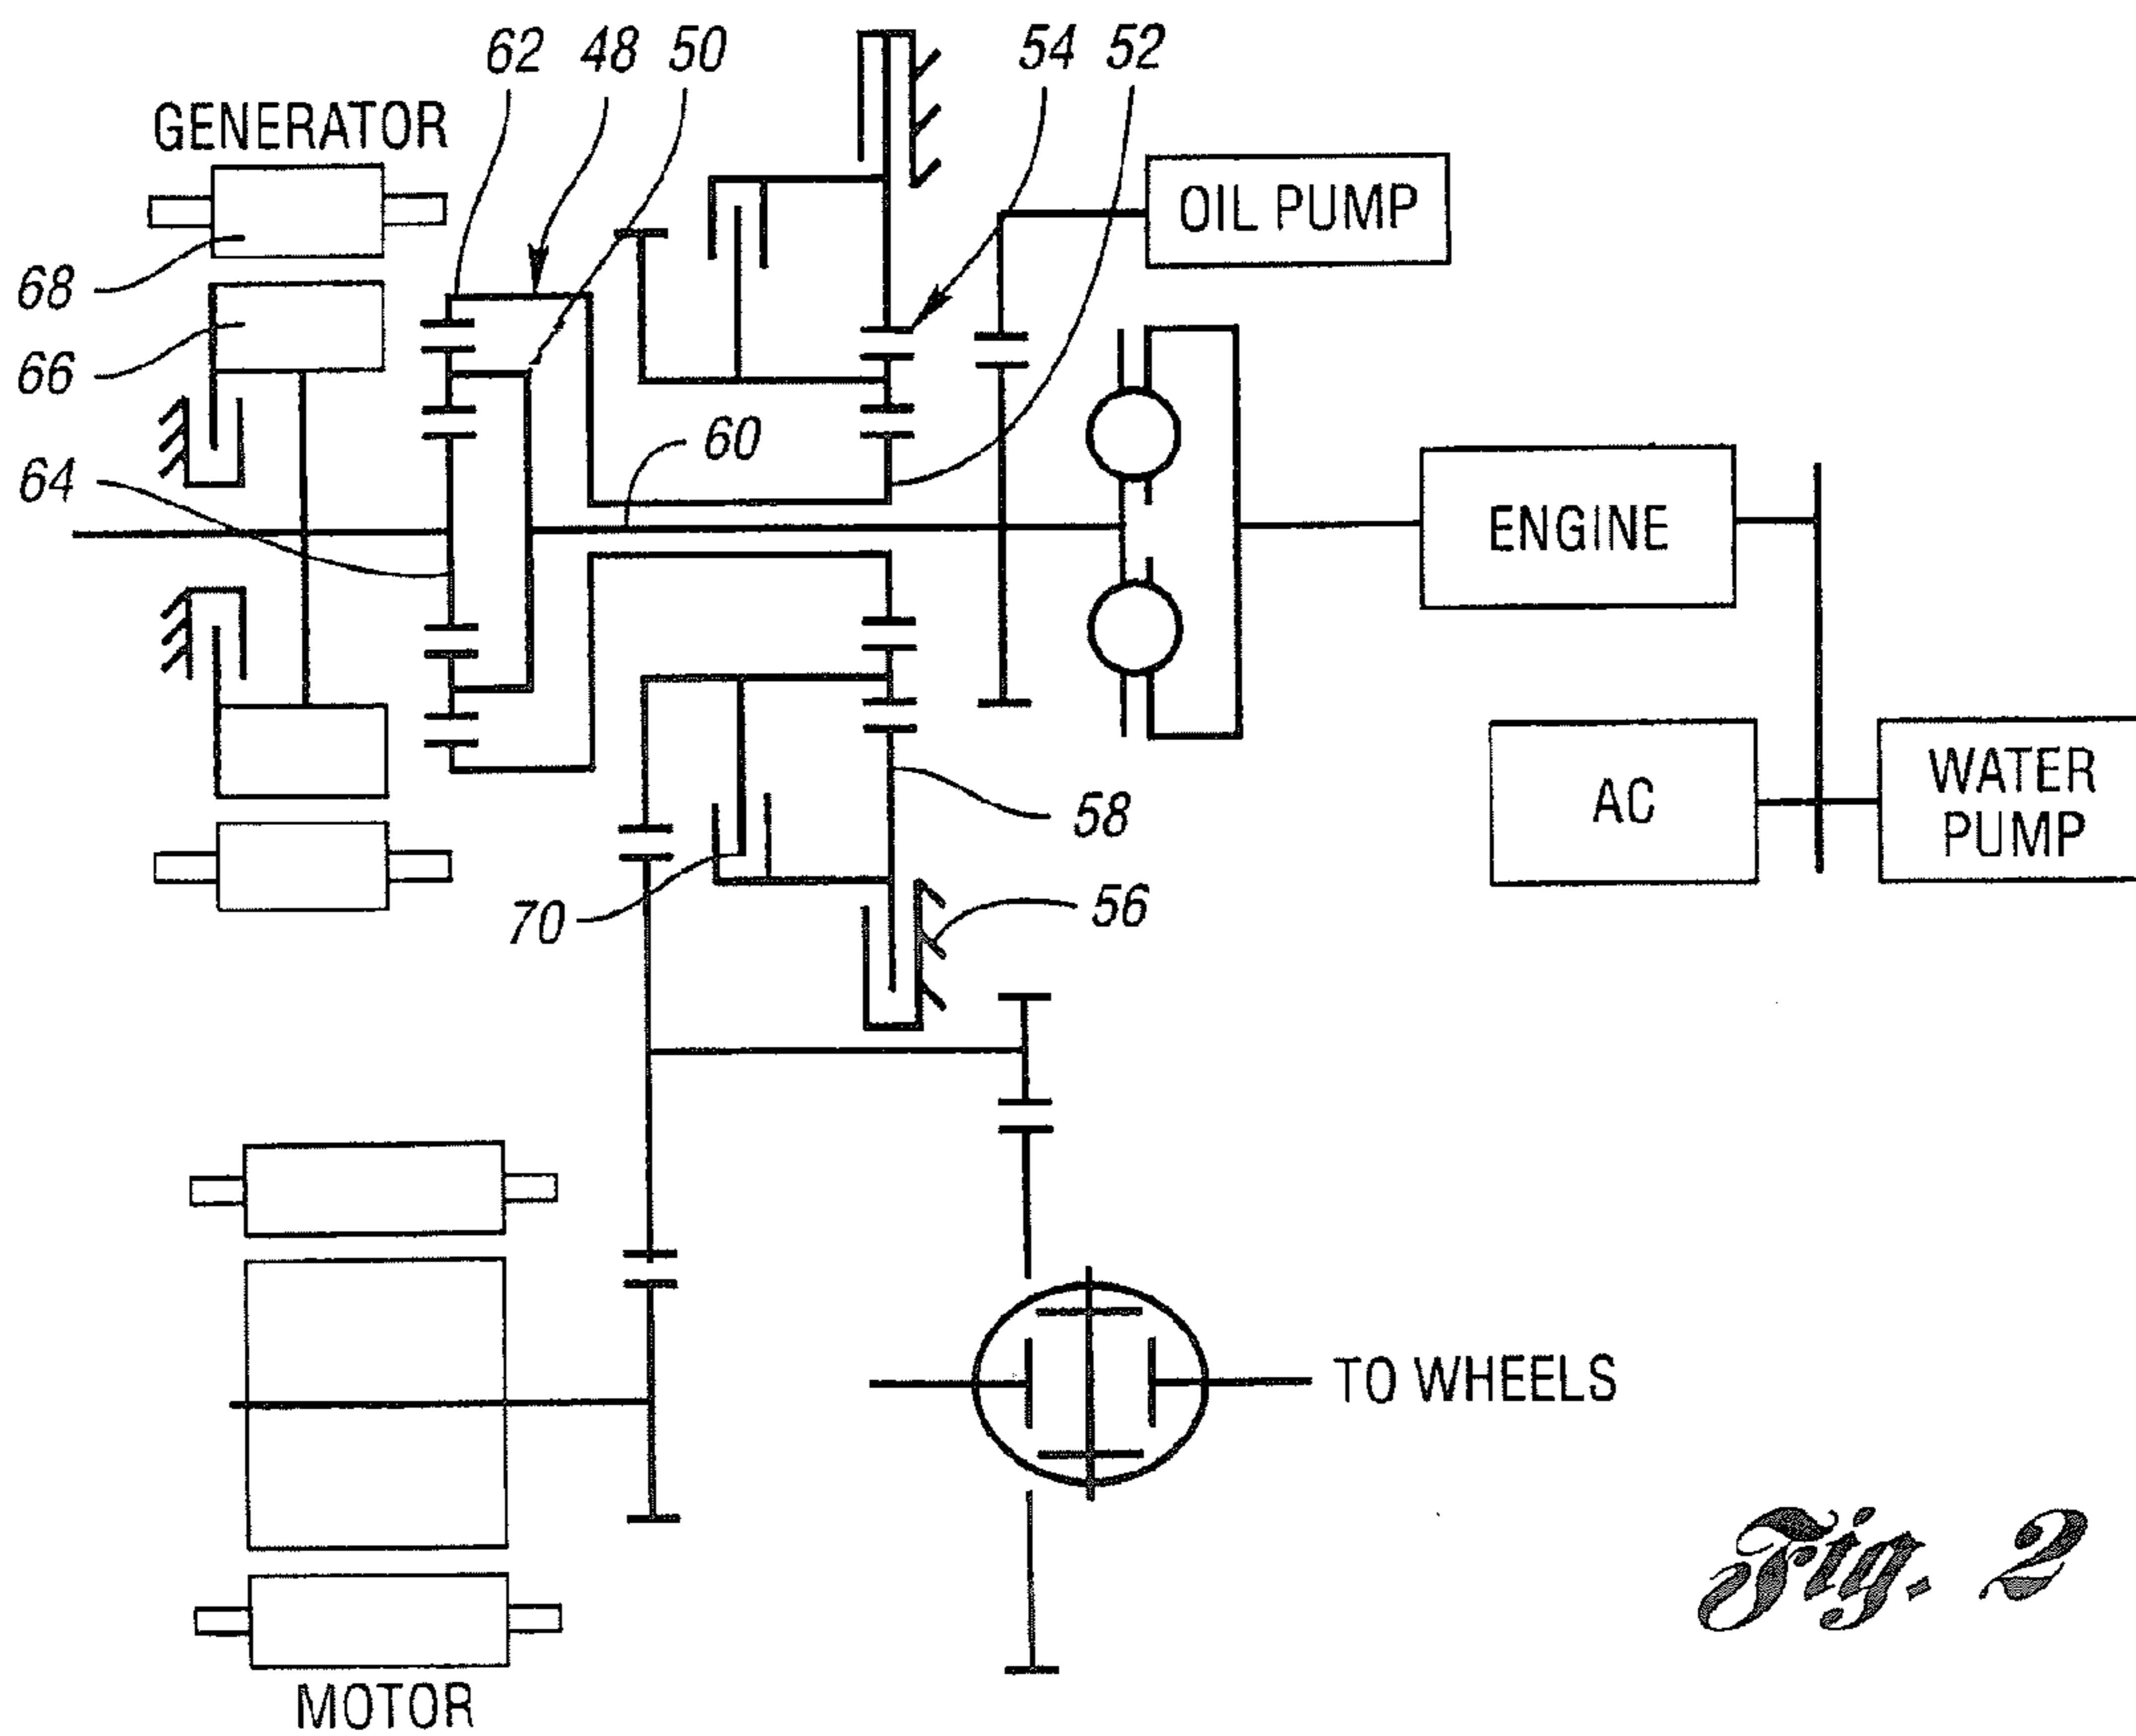 62 48 50 54 52
GENERATOR
OIL PUMP
68
66
60
64
ENGINE
58
AC
WATER
PUMP
70
56
TO WHEELS
MOTOR
Fig. 2